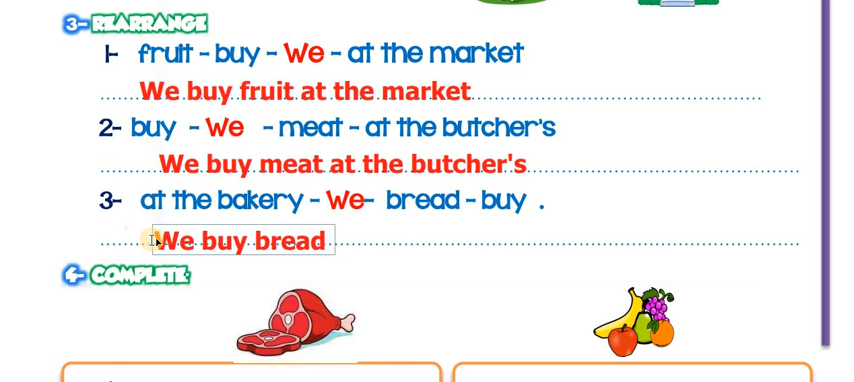 3- REARRANGE
1- fruit - buy - We - at the market
We buy fruit at the market
2- buy - We - meat - at the butcher's
We buy meat at the butcher's
3- at the bakery - We- bread - buy .
We buy bread
4- COMPLETE: